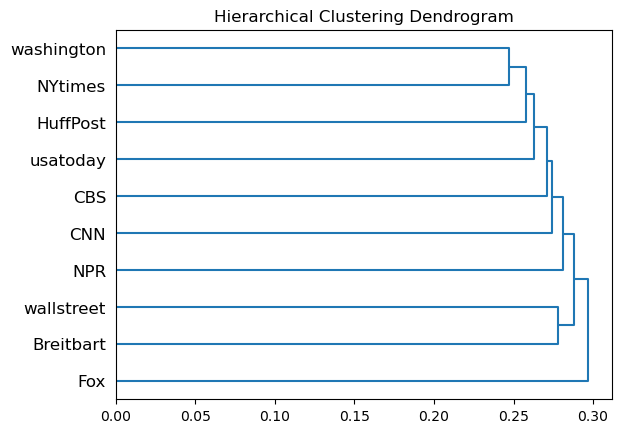 Hierarchical Clustering Dendrogram
washington
NYtimes
HuffPost
usatoday
CBS
CNN
NPR
wallstreet
Breitbart
Fox
0.00 0.05 0.10 0.15 0.20 0.25 0.30